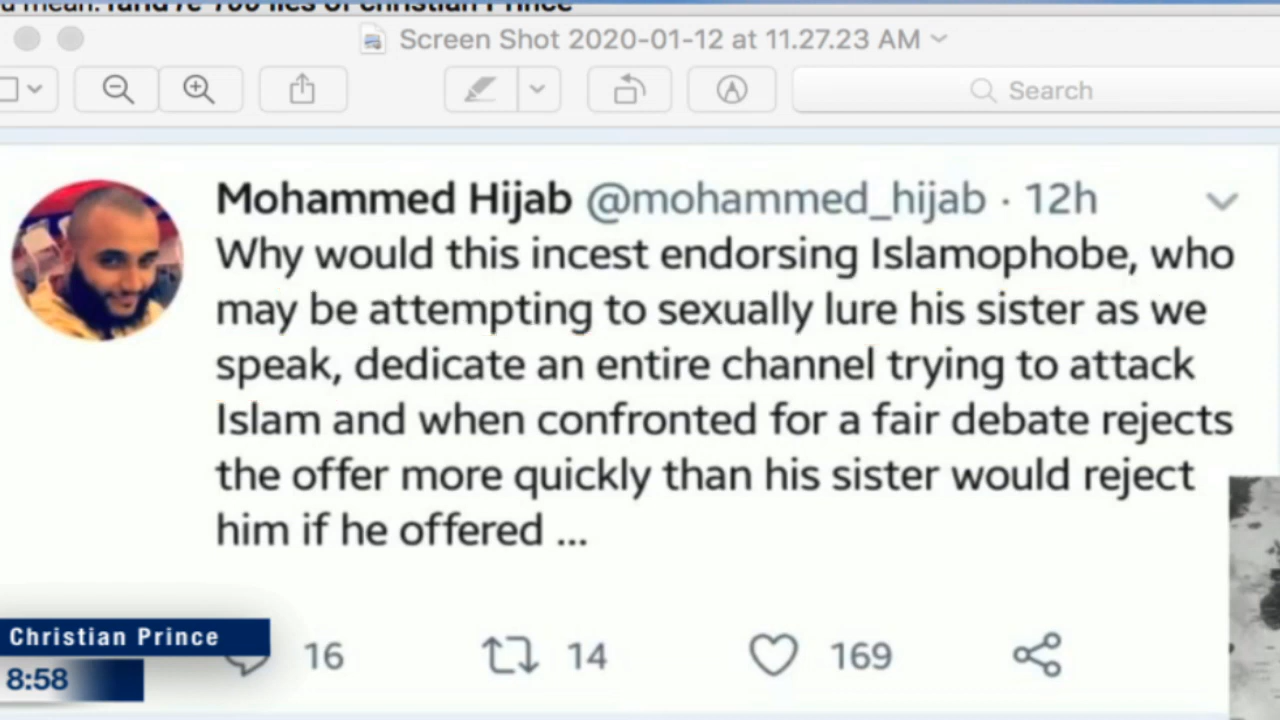 Screen Shot 2020-01-12 at 11.27.23 AM
Search
Mohammed Hijab @mohammed_hijab · 12h
Why would this incest endorsing Islamophobe, who
may be attempting to sexually lure his sister as we
speak, dedicate an entire channel trying to attack
Islam and when confronted for a fair debate rejects
the offer more quickly than his sister would reject
him if he offered ...
16 14 169
Christian Prince
8:58